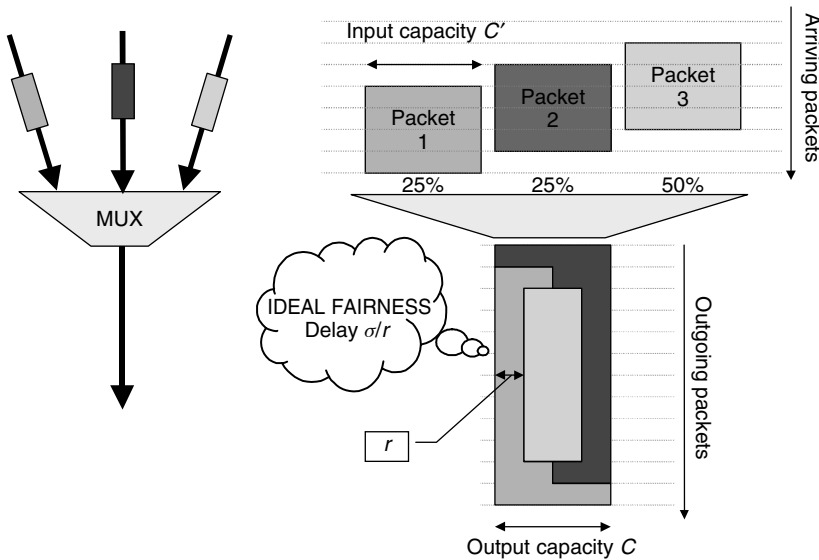 MUX
Input capacity C′
Packet
1
Packet
2
Packet
3
Arriving packets
25%
25%
50%
IDEAL FAIRNESS
Delay σ/r
r
Outgoing packets
Output capacity C